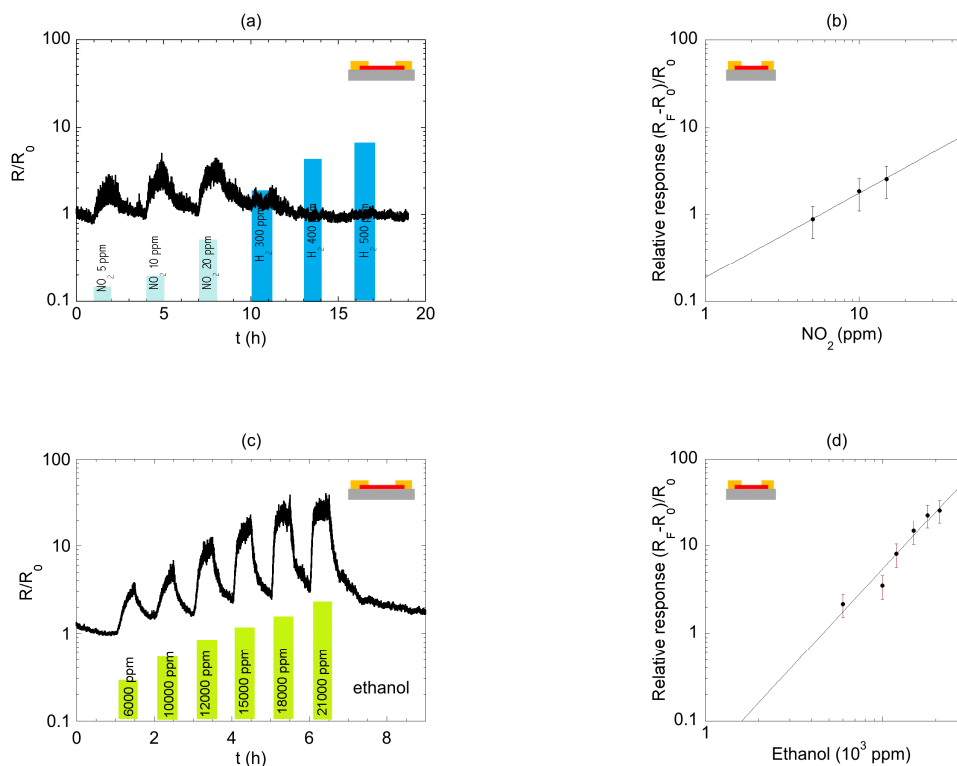 (a)
100
10
1
0.1
R/R0
NO2 5 ppm
NO2 10 ppm
NO2 20 ppm
H2 300 ppm
H2 400 ppm
H2 500 ppm
0 5 10 15 20
t (h)
(b)
100
10
1
0.1
Relative response (RF-R0)/R0
1 10
NO2 (ppm)
(c)
100
10
1
0.1
R/R0
6000 ppm
10000 ppm
12000 ppm
15000 ppm
18000 ppm
21000 ppm
ethanol
0 2 4 6 8
t (h)
(d)
100
10
1
0.1
Relative response (RF-R0)/R0
1
Ethanol (10³ ppm)